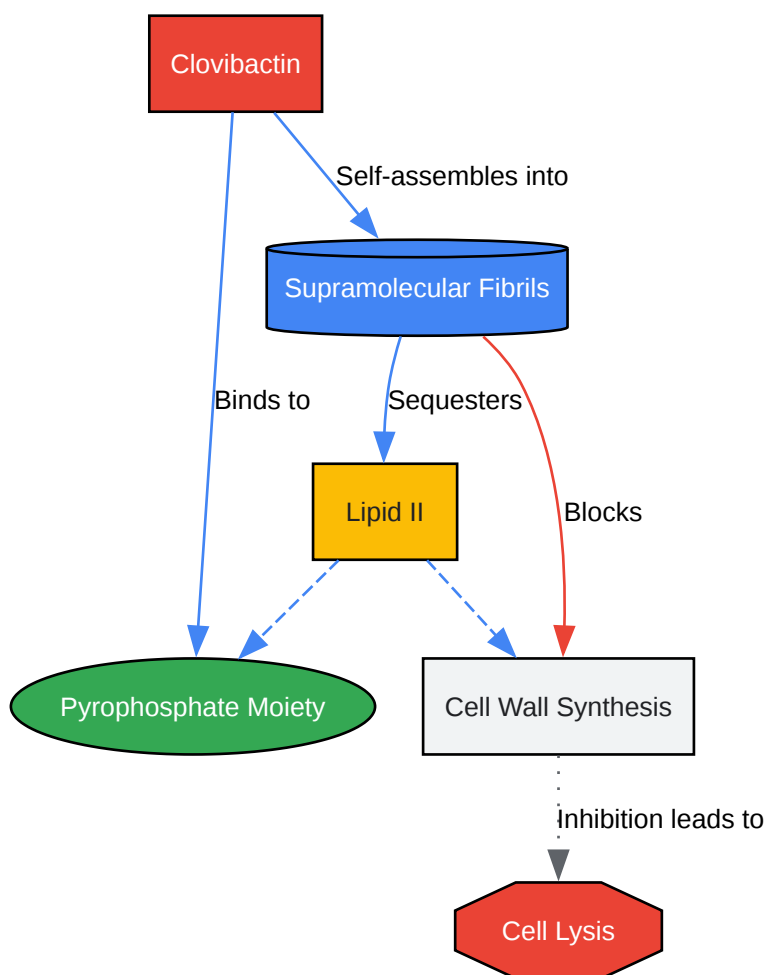 Clovibactin
Self-assembles into
Supramolecular Fibrils
Binds to
Sequesters
Lipid II
Blocks
Pyrophosphate Moiety
Cell Wall Synthesis
Inhibition leads to
Cell Lysis